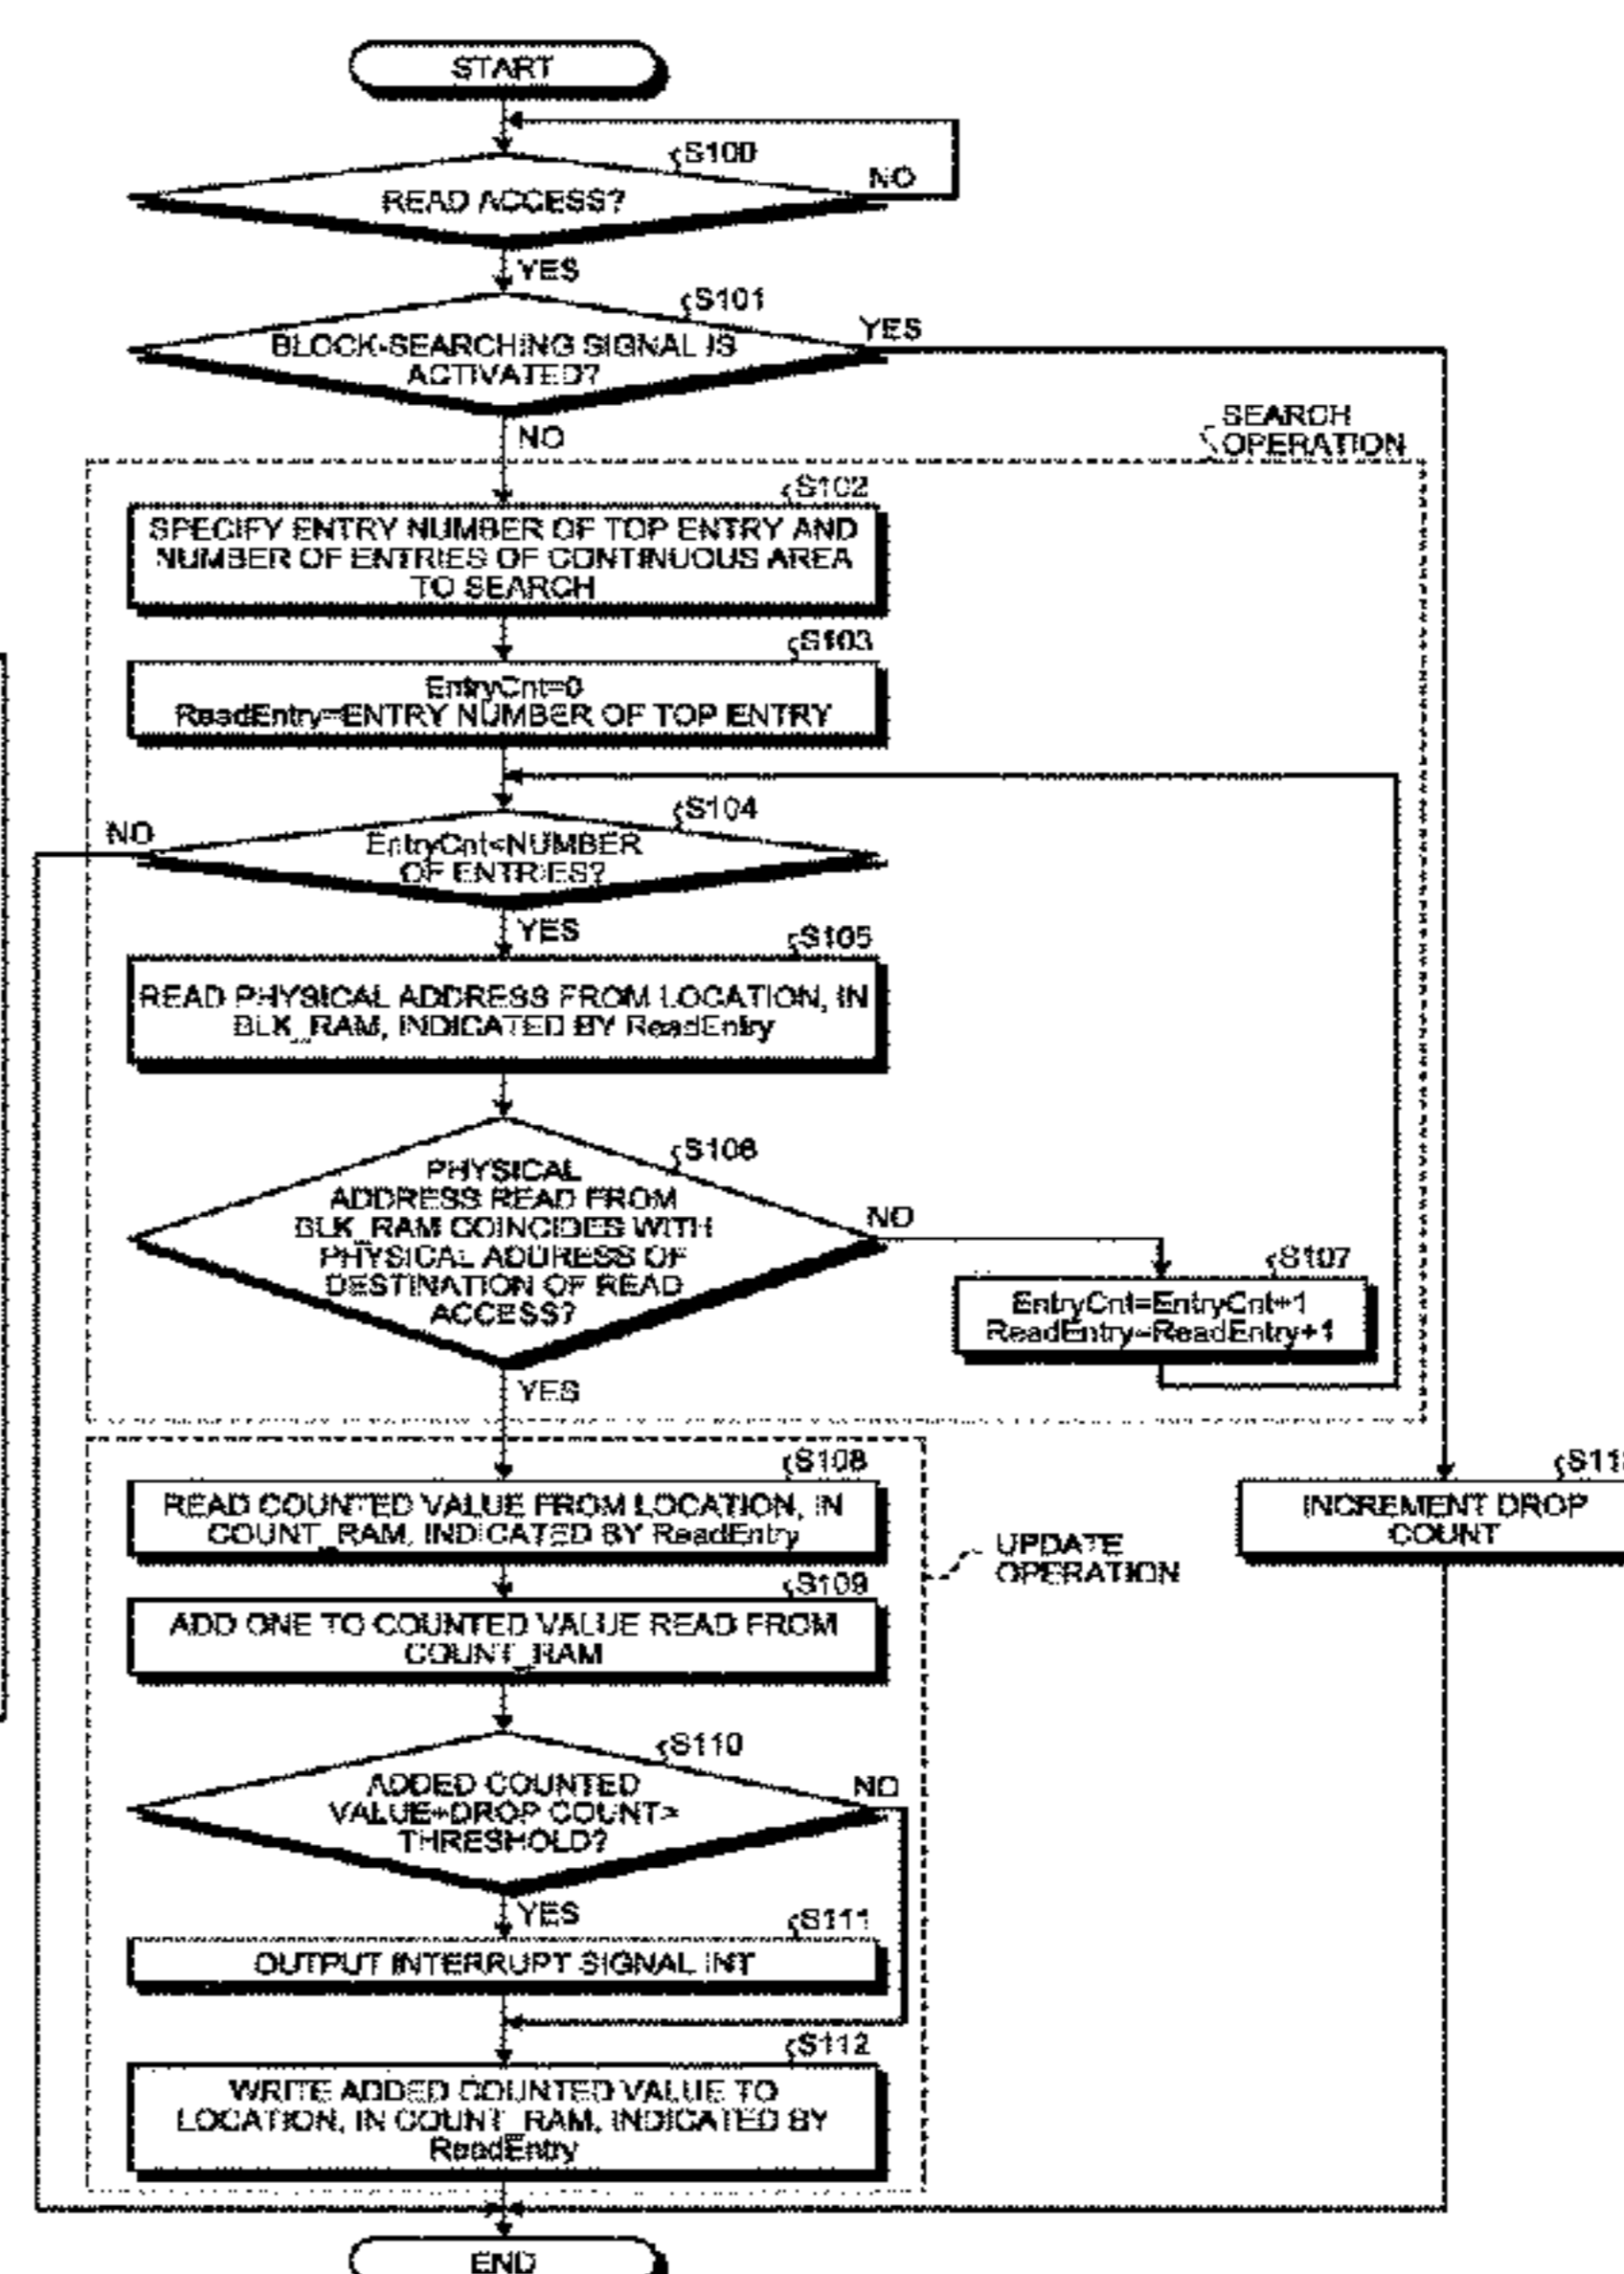 START
S100
READ ACCESS?
NO
YES
S101
BLOCK-SEARCHING SIGNAL IS
ACTIVATED?
YES
NO
SEARCH
OPERATION
S102
SPECIFY ENTRY NUMBER OF TOP ENTRY AND
NUMBER OF ENTRIES OF CONTINUOUS AREA
TO SEARCH
S103
EntryCnt=0
ReadEntry=ENTRY NUMBER OF TOP ENTRY
S104
NO
EntryCnt<NUMBER
OF ENTRIES?
YES
S105
READ PHYSICAL ADDRESS FROM LOCATION, IN
BLK_RAM, INDICATED BY ReadEntry
S106
PHYSICAL
ADDRESS READ FROM
BLK_RAM COINCIDES WITH
PHYSICAL ADDRESS OF
DESTINATION OF READ
ACCESS?
NO
S107
EntryCnt=EntryCnt+1
ReadEntry=ReadEntry+1
YES
S108
READ COUNTED VALUE FROM LOCATION, IN
COUNT_RAM, INDICATED BY ReadEntry
INCREMENT DROP
COUNT
UPDATE
OPERATION
S109
ADD ONE TO COUNTED VALUE READ FROM
COUNT_RAM
S110
ADDED COUNTED
VALUE+DROP COUNT>
THRESHOLD?
NO
YES
S111
OUTPUT INTERRUPT SIGNAL INT
S112
WRITE ADDED COUNTED VALUE TO
LOCATION, IN COUNT_RAM, INDICATED BY
ReadEntry
END